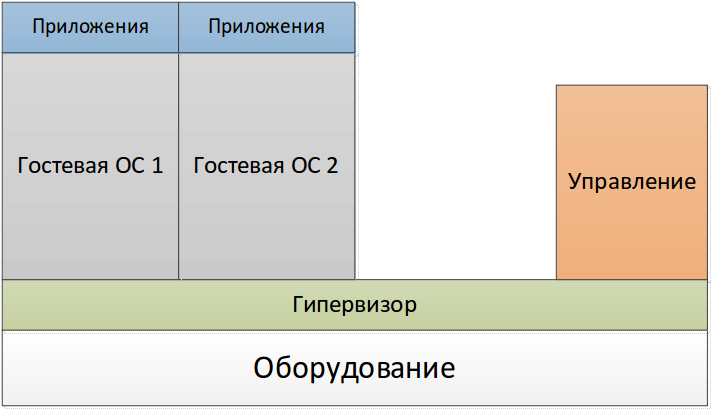 Приложения
Приложения
Гостевая ОС 1
Гостевая ОС 2
Управление
Гипервизор
Оборудование